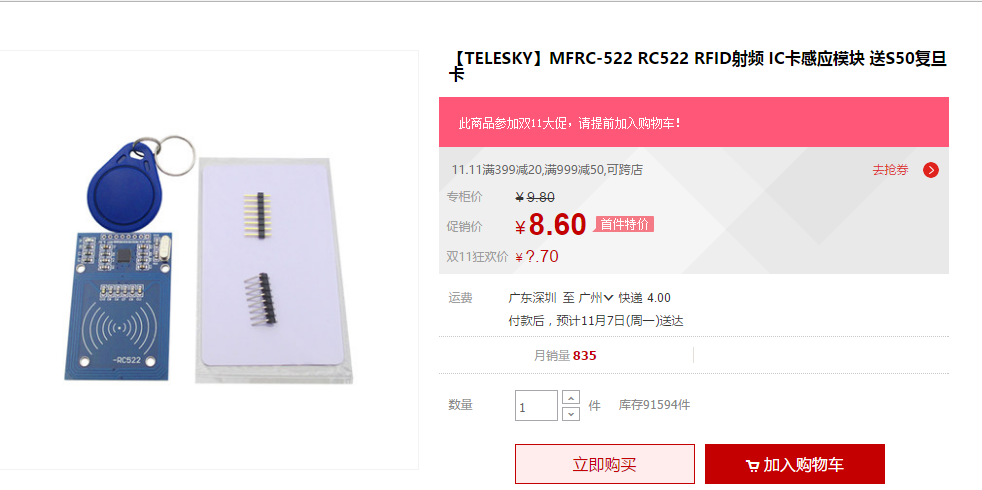 【TELESKY】MFRC-522 RC522 RFID射频 IC卡感应模块 送S50复旦
卡
此商品参加双11大促，请提前加入购物车！
11.11满399减20,满999减50,可跨店
去抢券
专柜价 ¥ 9.80
促销价 ¥ 8.60 首件特价
双11狂欢价 ¥ ?.70
运费 广东深圳 至 广州 快递 4.00
付款后，预计11月7日(周一)送达
月销量 835
数量 1 件 库存91594件
立即购买 加入购物车
-RC522